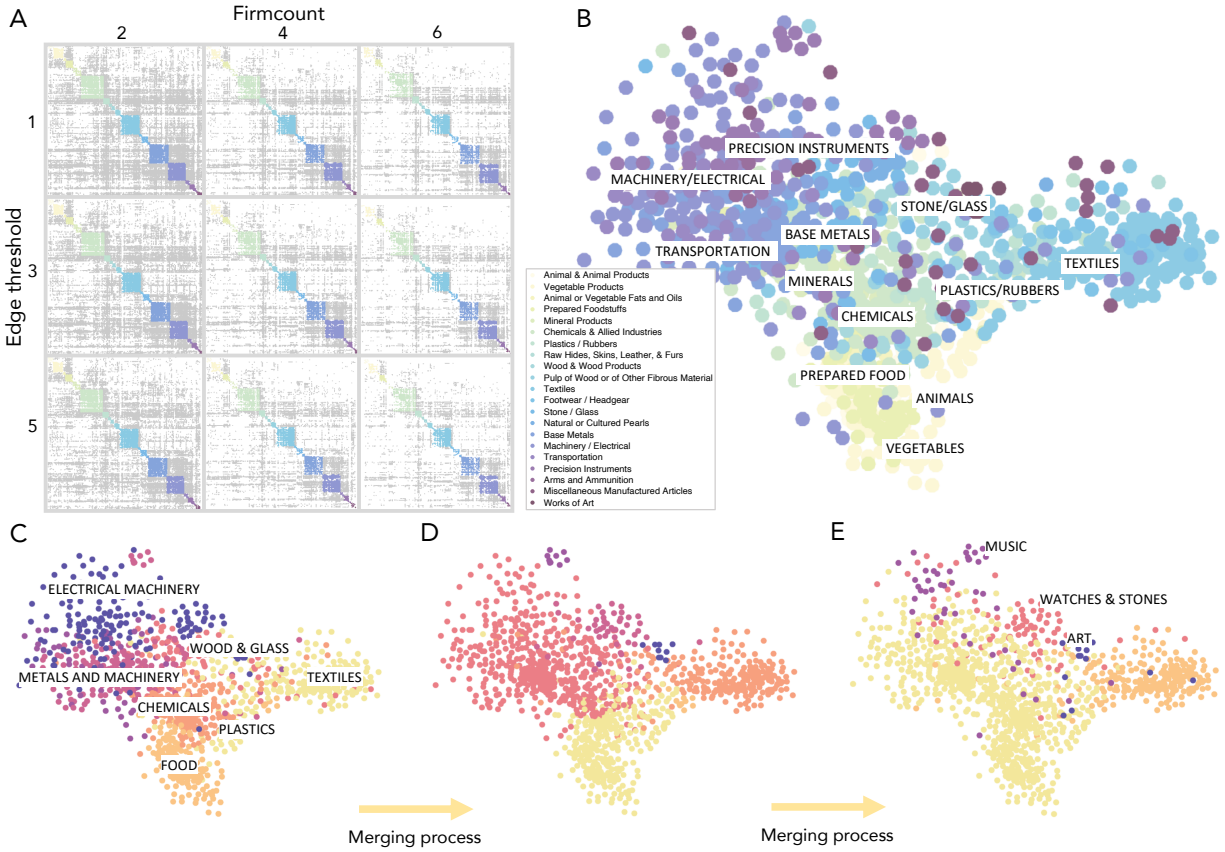 A
Firmcount
2
4
6
Edge threshold
1
3
5
B
PRECISION INSTRUMENTS
MACHINERY/ELECTRICAL
STONE/GLASS
BASE METALS
TRANSPORTATION
TEXTILES
MINERALS
PLASTICS/RUBBERS
CHEMICALS
PREPARED FOOD
ANIMALS
VEGETABLES
Animal & Animal Products
Vegetable Products
Animal or Vegetable Fats and Oils
Prepared Foodstuffs
Mineral Products
Chemicals & Allied Industries
Plastics / Rubbers
Raw Hides, Skins, Leather, & Furs
Wood & Wood Products
Pulp of Wood or of Other Fibrous Material
Textiles
Footwear / Headgear
Stone / Glass
Natural or Cultured Pearls
Base Metals
Machinery / Electrical
Transportation
Precision Instruments
Arms and Ammunition
Miscellaneous Manufactured Articles
Works of Art
C
ELECTRICAL MACHINERY
WOOD & GLASS
METALS AND MACHINERY
TEXTILES
CHEMICALS
PLASTICS
FOOD
Merging process
D
Merging process
E
MUSIC
WATCHES & STONES
ART